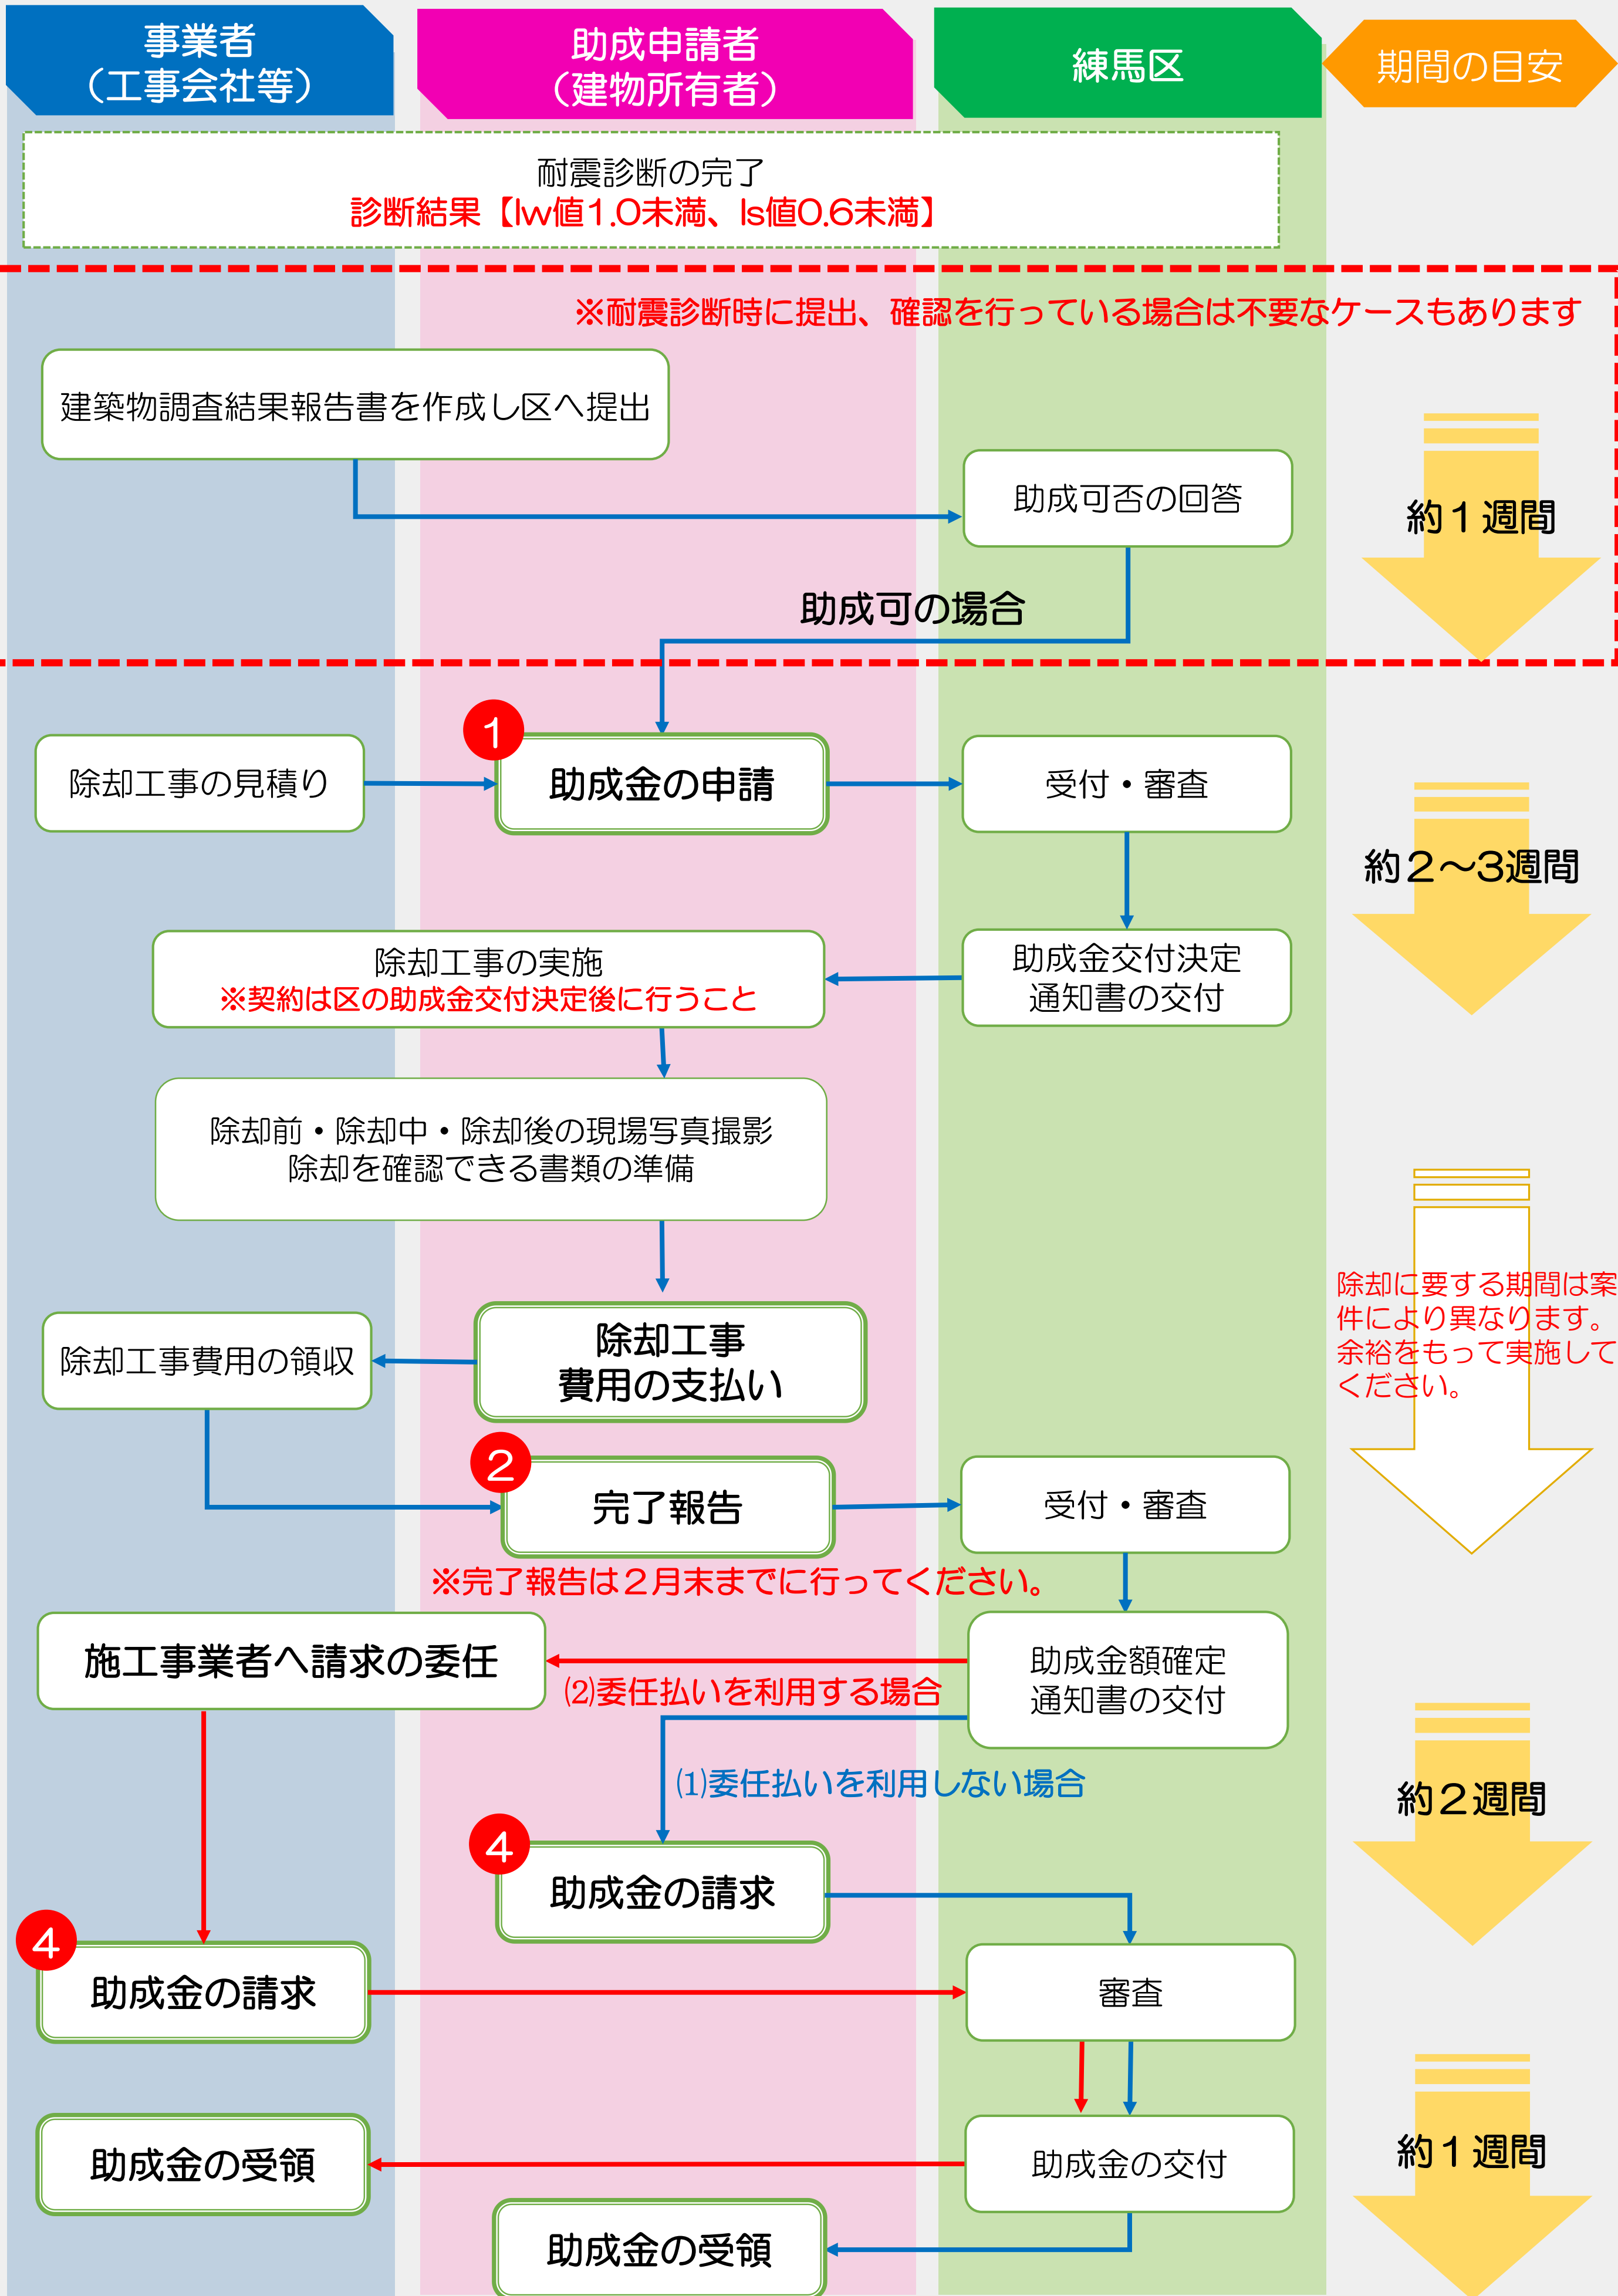 事業者
（工事会社等）
助成申請者
（建物所有者）
練馬区
期間の目安
耐震診断の完了
診断結果【Iw値1.0未満、Is値0.6未満】
※耐震診断時に提出、確認を行っている場合は不要なケースもあります
建築物調査結果報告書を作成し区へ提出
助成可否の回答
約１週間
助成可の場合
1
除却工事の見積り
助成金の申請
受付・審査
約２～3週間
除却工事の実施
※契約は区の助成金交付決定後に行うこと
助成金交付決定
通知書の交付
除却前・除却中・除却後の現場写真撮影
除却を確認できる書類の準備
除却に要する期間は案
件により異なります。
余裕をもって実施して
ください。
除却工事費用の領収
除却工事
費用の支払い
2
完了報告
受付・審査
※完了報告は２月末までに行ってください。
施工事業者へ請求の委任
⑵委任払いを利用する場合
助成金額確定
通知書の交付
⑴委任払いを利用しない場合
約２週間
4
助成金の請求
4
助成金の請求
審査
助成金の受領
助成金の交付
約１週間
助成金の受領